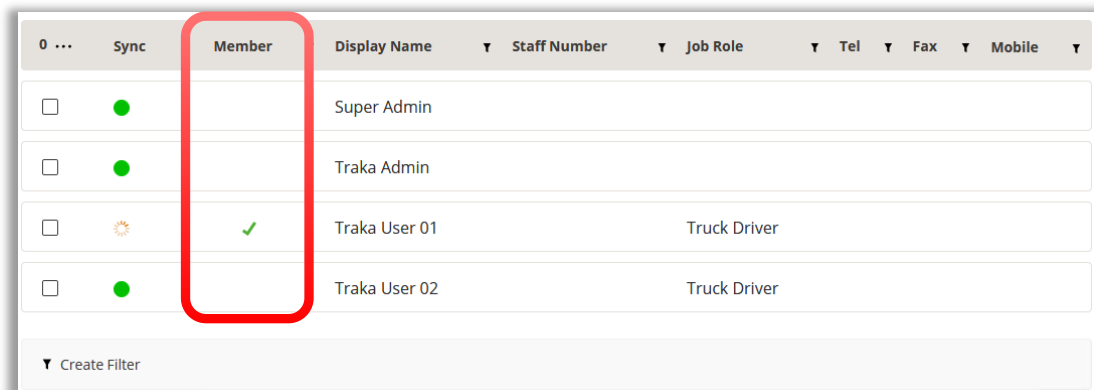 0 ... Sync Member Display Name Staff Number Job Role Tel Fax Mobile
Super Admin
Traka Admin
Traka User 01 Truck Driver
Traka User 02 Truck Driver
Create Filter